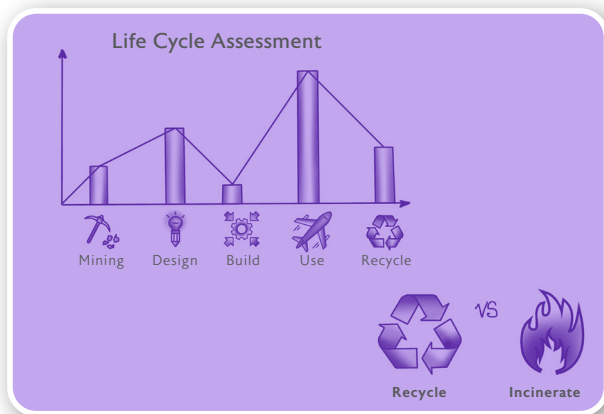 Life Cycle Assessment
Mining Design Build Use Recycle
VS
Recycle Incinerate